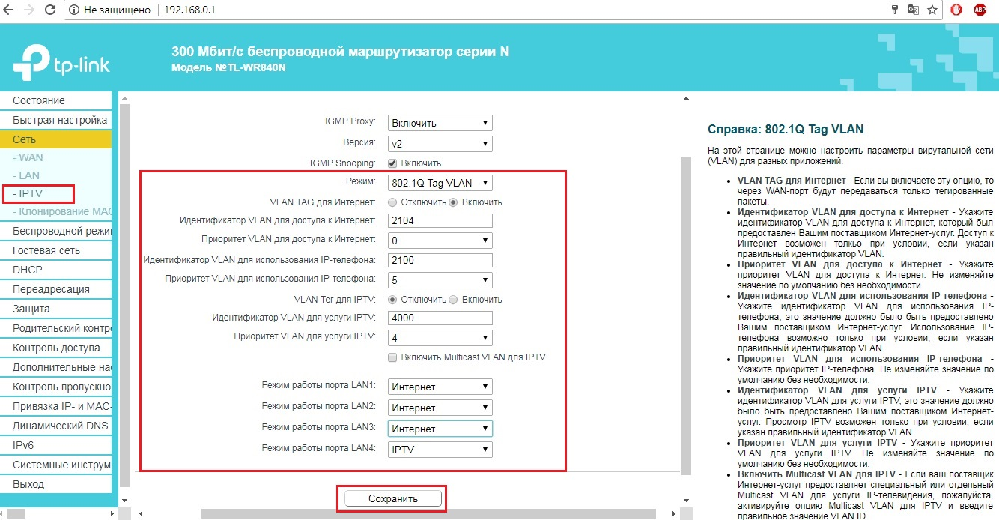 Не защищено 192.168.0.1
ABP
tp-link
300 Мбит/с беспроводной маршрутизатор серии N
Модель №TL-WR840N
Состояние
Быстрая настройка
Сеть
- WAN
- LAN
- IPTV
- Клонирование MAC
Беспроводной режи
Гостевая сеть
DHCP
Переадресация
Защита
Родительский контро
Контроль доступа
Дополнительные нас
Контроль пропускно
Привязка IP- и MAC-
Динамический DNS
IPv6
Системные инструм
Выход
IGMP Proxy: Включить
Версия: v2
IGMP Snooping: Включить
Режим: 802.1Q Tag VLAN
VLAN TAG для Интернет: Отключить Включить
Идентификатор VLAN для доступа к Интернет: 2104
Приоритет VLAN для доступа к Интернет: 0
Идентификатор VLAN для использования IP-телефона: 2100
Приоритет VLAN для использования IP-телефона: 5
VLAN Тег для IPTV: Отключить Включить
Идентификатор VLAN для услуги IPTV: 4000
Приоритет VLAN для услуги IPTV: 4
Включить Multicast VLAN для IPTV
Режим работы порта LAN1: Интернет
Режим работы порта LAN2: Интернет
Режим работы порта LAN3: Интернет
Режим работы порта LAN4: IPTV
Сохранить
Справка: 802.1Q Tag VLAN
На этой странице можно настроить параметры вирутальной сети
(VLAN) для разных приложений.
• VLAN TAG для Интернет - Если вы включаете эту опцию, то
через WAN-порт будут передаваться только тегированные
пакеты.
• Идентификатор VLAN для доступа к Интернет - Укажите
идентификатор VLAN для доступа к Интернет, который был
предоставлен Вашим поставщиком Интернет-услуг. Доступ к
Интернет возможен толко при условии, если указан
правильный идентификатор VLAN.
• Приоритет VLAN для доступа к Интернет - Укажите
приоритет VLAN для доступа к Интернет. Не изменяйте
значение по умолчанию без необходимости.
• Идентификатор VLAN для использования IP-телефона -
Укажите идентификатор VLAN для использования IP-
телефона, это значение должно было быть предоставлено
Вашим поставщиком Интернет-услуг. Использование IP-
телефона возможно только при условии, если указан
правильный идентификатор VLAN.
• Приоритет VLAN для использования IP-телефона -
Укажите приоритет IP-телефона. Не изменяйте значение по
умолчанию без необходимости.
• Идентификатор VLAN для услуги IPTV - Укажите
идентификатор VLAN для услуги IPTV, это значение должно
было быть предоставлено Вашим поставщиком Интернет-
услуг. Просмотр IPTV возможен только при условии, если
указан правильный идентификатор VLAN.
• Приоритет VLAN для услуги IPTV - Укажите приоритет
VLAN для услуги IPTV. Не изменяйте значение по
умолчанию без необходимости.
• Включить Multicast VLAN для IPTV - Если ваш поставщик
Интернет-услуг предоставляет специальный или отдельный
Multicast VLAN для услуги IP-телевидения, пожалуйста,
активируйте опцию Multicast VLAN для IPTV и введите
правильное значение VLAN ID.